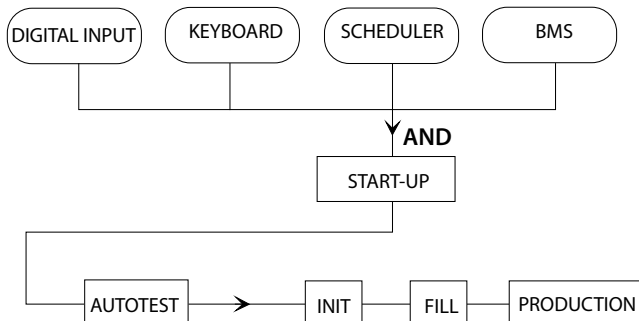 DIGITAL INPUT
KEYBOARD
SCHEDULER
BMS
AND
START-UP
AUTOTEST
INIT
FILL
PRODUCTION